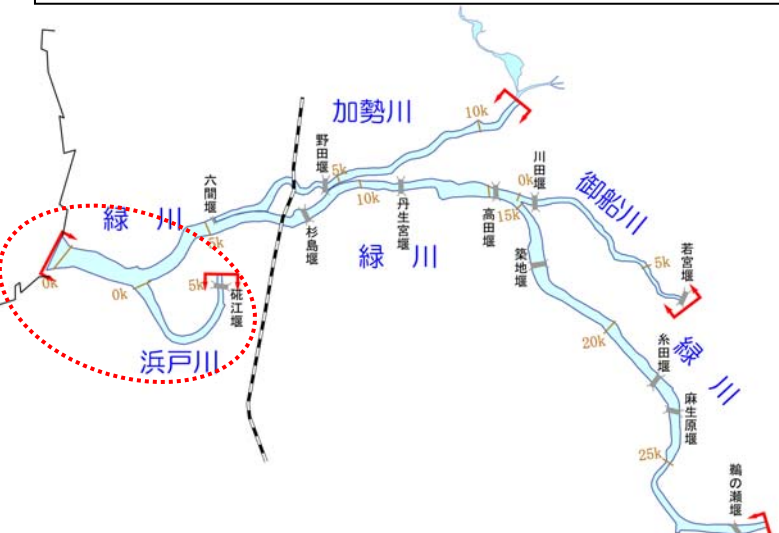 加勢川
10k
野田堰
5k
六間堰
川田堰
0k
御船川
緑 川
10k
丹生宮堰
高田堰
15k
5k
杉島堰
緑 川
築地堰
5k
若宮堰
0k
0k
5k
硴江堰
浜戸川
20k
糸田堰
緑 川
麻生原堰
25k
鵜の瀬堰